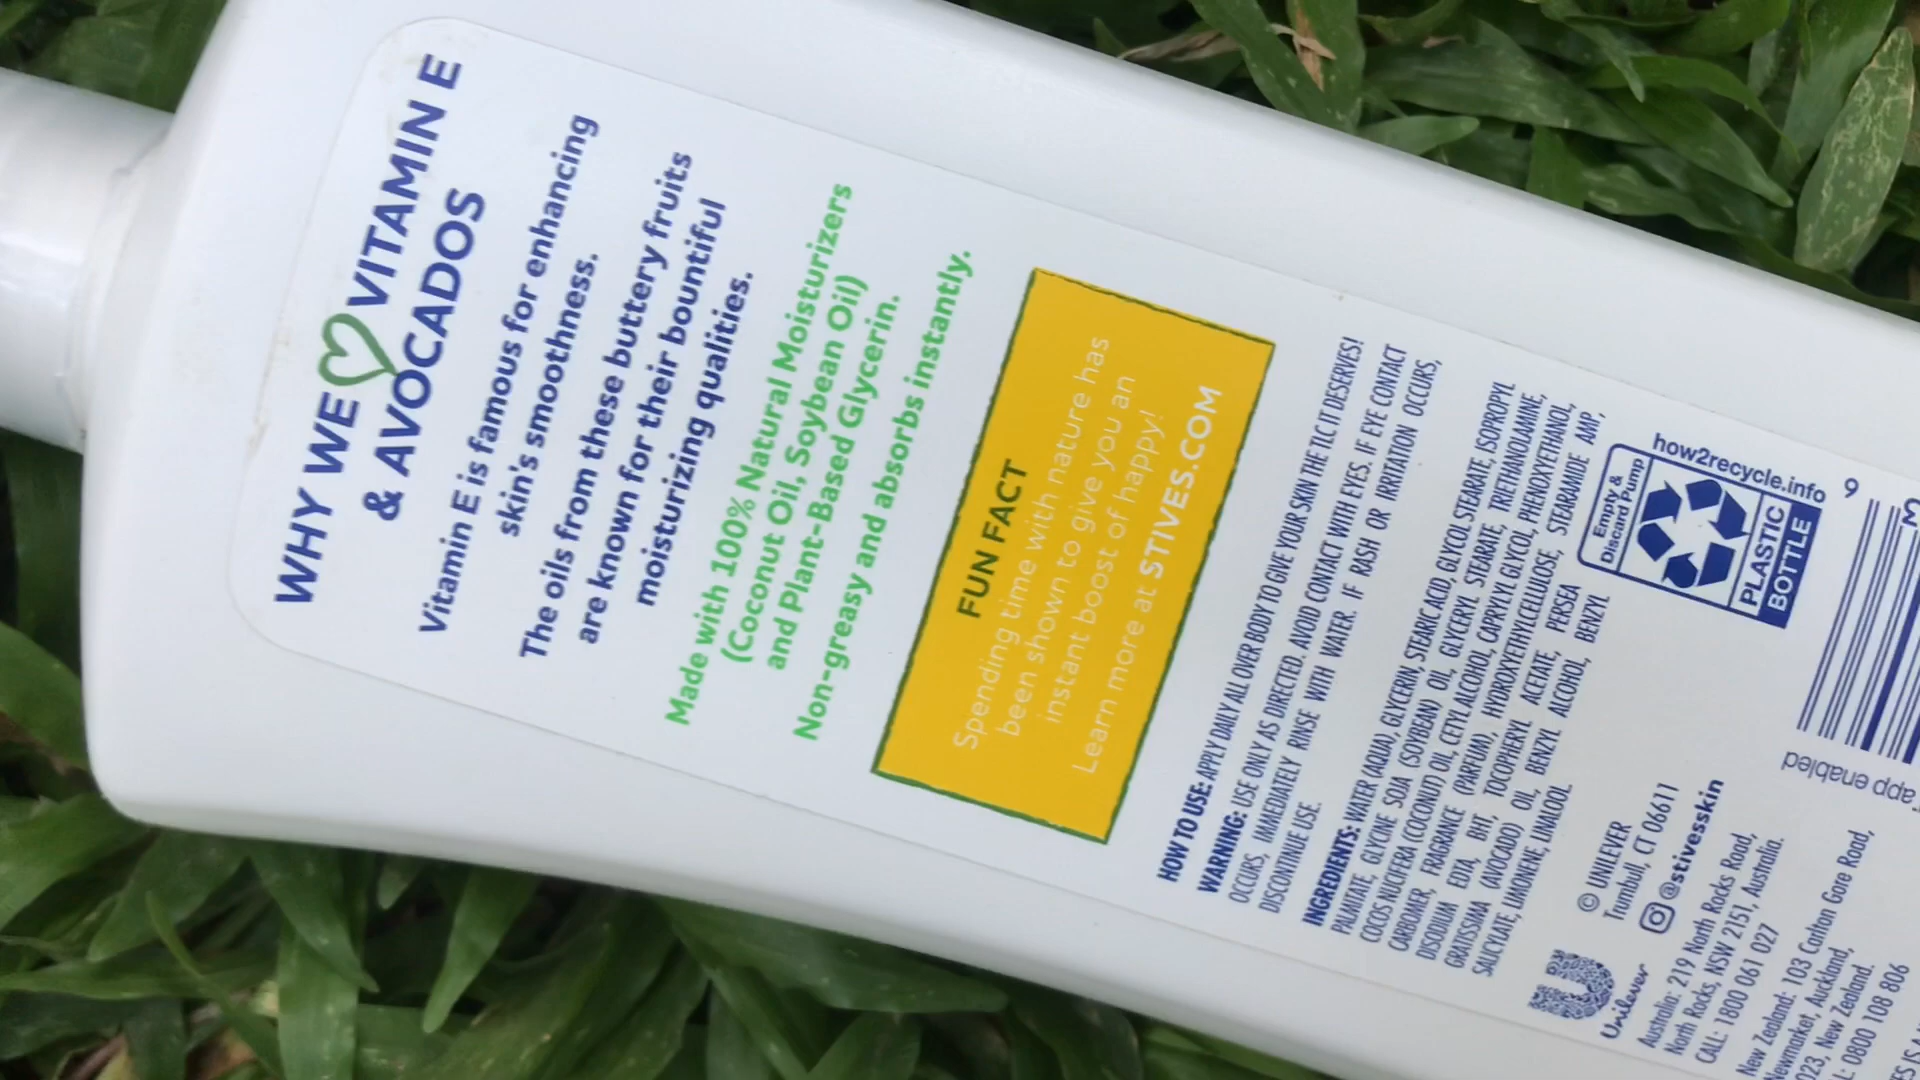 WHY WE VITAMIN E
& AVOCADOS
Vitamin E is famous for enhancing
skin's smoothness.
The oils from these buttery fruits
are known for their bountiful
moisturizing qualities.
Made with 100% Natural Moisturizers
(Coconut Oil, Soybean Oil)
and Plant-Based Glycerin.
Non-greasy and absorbs instantly.
FUN FACT
Spending time with nature has
been shown to give you an
instant boost of happy!
Learn more at STIVES.COM
HOW TO USE: APPLY DAILY ALL OVER BODY TO GIVE YOUR SKIN THE TLC IT DESERVES!
WARNING: USE ONLY AS DIRECTED. AVOID CONTACT WITH EYES. IF EYE CONTACT
OCCURS, IMMEDIATELY RINSE WITH WATER. IF RASH OR IRRITATION OCCURS,
DISCONTINUE USE.
INGREDIENTS: WATER (AQUA), GLYCERIN, STEARIC ACID, GLYCOL STEARATE, ISOPROPYL
PALMITATE, GLYCINE SOJA (SOYBEAN) OIL, GLYCERYL STEARATE, TRIETHANOLAMINE,
COCOS NUCIFERA (COCONUT) OIL, CETYL ALCOHOL, CAPRYLYL GLYCOL, PHENOXYETHANOL,
CARBOMER, FRAGRANCE (PARFUM), HYDROXYETHYLCELLULOSE, STEARAMIDE AMP,
DISODIUM EDTA, BHT, TOCOPHERYL ACETATE, PERSEA
GRATISSIMA (AVOCADO) OIL, BENZYL ALCOHOL, BENZYL
SALICYLATE, LIMONENE, LINALOOL
how2recycle.info
Empty &
Discard Pump
PLASTIC
BOTTLE
© UNILEVER
Trumbull, CT 06611
@stivesskin
Unilever
Australia: 219 North Rocks Road,
North Rocks, NSW 2151, Australia.
CALL: 1800 061 027
New Zealand: 103 Carlton Gore Road,
Newmarket, Auckland,
023, New Zealand.
L: 0800 108 806
9
app enabled